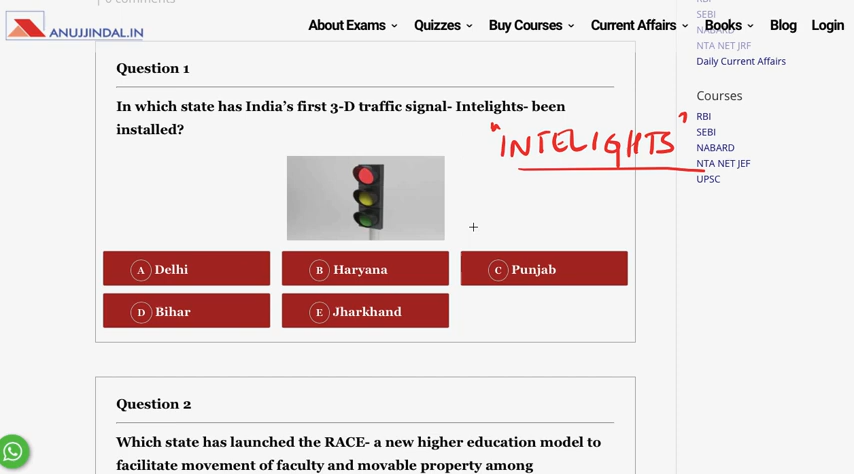 0 comments
ANUJJINDAL.IN
About Exams
Quizzes
Buy Courses
Current Affairs
Books
Blog
Login
RBI
SEBI
NABARD
NTA NET JRF
Daily Current Affairs
Courses
RBI
SEBI
NABARD
NTA NET JEF
UPSC
Question 1
In which state has India's first 3-D traffic signal- Intelights- been
installed?
"INTELIGHTS"
A Delhi
B Haryana
C Punjab
D Bihar
E Jharkhand
Question 2
Which state has launched the RACE- a new higher education model to
facilitate movement of faculty and movable property among